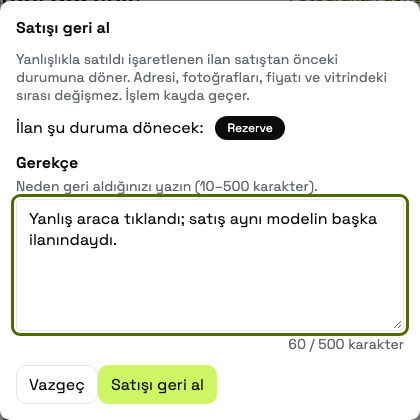 Satışı geri al
Yanlışlıkla satıldı işaretlenen ilan satıştan önceki
durumuna döner. Adresi, fotoğrafları, fiyatı ve vitrindeki
sırası değişmez. İşlem kayda geçer.
İlan şu duruma dönecek: Rezerve
Gerekçe
Neden geri aldığınızı yazın (10–500 karakter).
Yanlış araca tıklandı; satış aynı modelin başka
ilanındaydı.
60 / 500 karakter
Vazgeç Satışı geri al